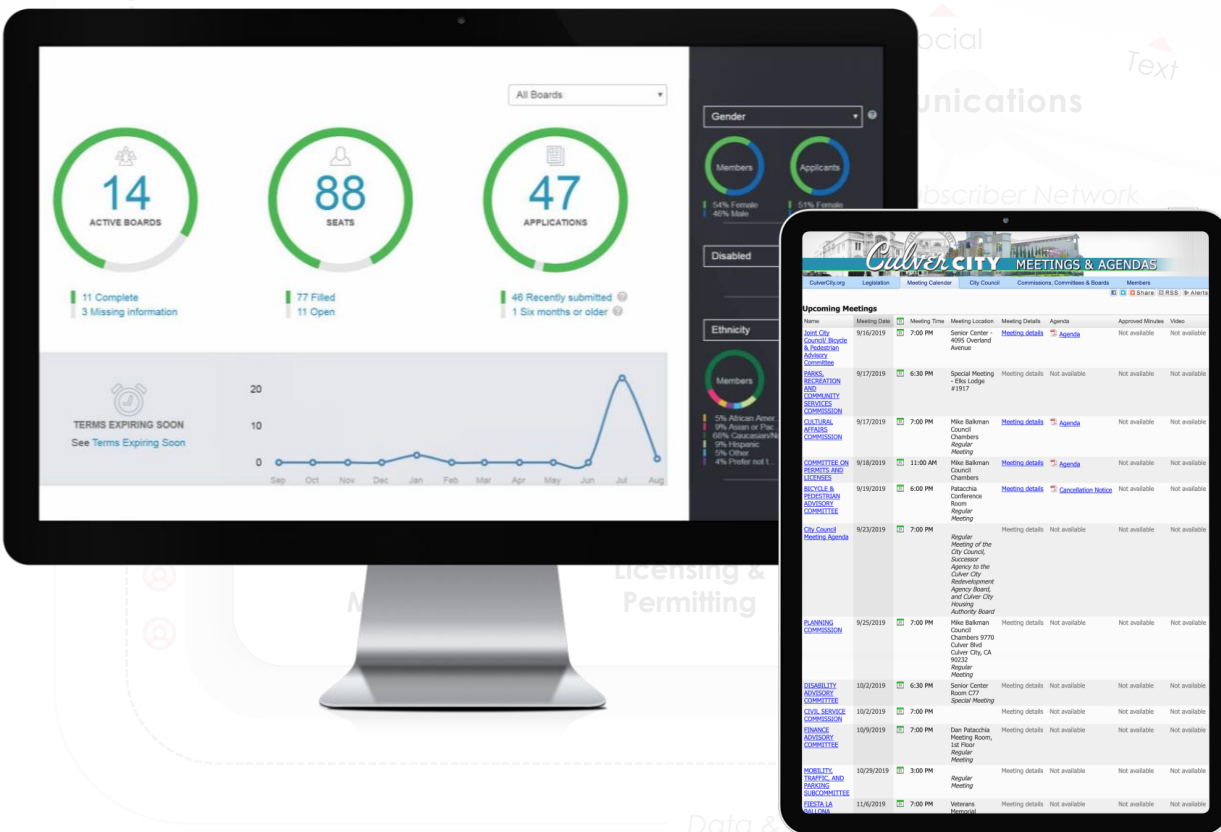 ocial
Text
unications
bscriber Network
All Boards
14
ACTIVE BOARDS
11 Complete
3 Missing information
88
SEATS
77 Filled
11 Open
47
APPLICATIONS
46 Recently submitted
1 Six months or older
TERMS EXPIRING SOON
See Terms Expiring Soon
20
10
0
Sep Oct Nov Dec Jan Feb Mar Apr May Jun Jul Aug
Gender
Members
Applicants
54% Female
46% Male
51% Female
Disabled
Ethnicity
Members
5% African Amer
9% Asian or Pac...
68% Caucasian/No
9% Hispanic
5% Other
4% Prefer not t...
Licensing &
Permitting
Data &
Culver CITY MEETINGS & AGENDAS
CulverCity.org Legislation Meeting Calendar City Council Commissions, Committees & Boards Members
Share RSS Alerts
Upcoming Meetings
Name Meeting Date Meeting Time Meeting Location Meeting Details Agenda Approved Minutes Video
Joint City 9/16/2019 7:00 PM Senior Center - Meeting details Agenda Not available Not available
Council/ Bicycle 4095 Overland
& Pedestrian Avenue
Advisory
Committee
PARKS, 9/17/2019 6:30 PM Special Meeting Meeting details Not available Not available Not available
RECREATION - Elks Lodge
AND #1917
COMMUNITY
SERVICES
COMMISSION
CULTURAL 9/17/2019 7:00 PM Mike Balkman Meeting details Agenda Not available Not available
AFFAIRS Council
COMMISSION Chambers
Regular
Meeting
COMMITTEE ON 9/18/2019 11:00 AM Mike Balkman Meeting details Agenda Not available Not available
PERMITS AND Council
LICENSES Chambers
BICYCLE & 9/19/2019 6:00 PM Patacchia Meeting details Cancellation Notice Not available Not available
PEDESTRIAN Conference
ADVISORY Room
COMMITTEE Regular
Meeting
City Council 9/23/2019 7:00 PM Meeting details Not available Not available Not available
Meeting Agenda Regular
Meeting of the
City Council,
Successor
Agency to the
Culver City
Redevelopment
Agency Board,
and Culver City
Housing
Authority Board
PLANNING 9/25/2019 7:00 PM Mike Balkman Meeting details Not available Not available Not available
COMMISSION Council
Chambers 9770
Culver Blvd
Culver City, CA
90232
Regular
Meeting
DISABILITY 10/2/2019 6:30 PM Senior Center Meeting details Not available Not available Not available
ADVISORY Room C77
COMMITTEE Special Meeting
CIVIL SERVICE 10/2/2019 7:00 PM Meeting details Not available Not available Not available
COMMISSION
FINANCE 10/9/2019 7:00 PM Dan Patacchia Meeting details Not available Not available Not available
ADVISORY Meeting Room,
COMMITTEE 1st Floor
Regular
Meeting
MOBILITY, 10/29/2019 3:00 PM Meeting details Not available Not available Not available
TRAFFIC, AND Regular
PARKING Meeting
SUBCOMMITTEE
FIESTA LA 11/6/2019 7:00 PM Veterans Meeting details Not available Not available Not available
BALLONA Memorial